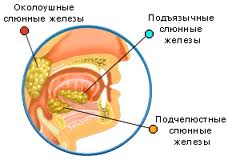 Околоушные
слюнные железы
Подъязычные
слюнные
железы
Подчелюстные
слюнные
железы